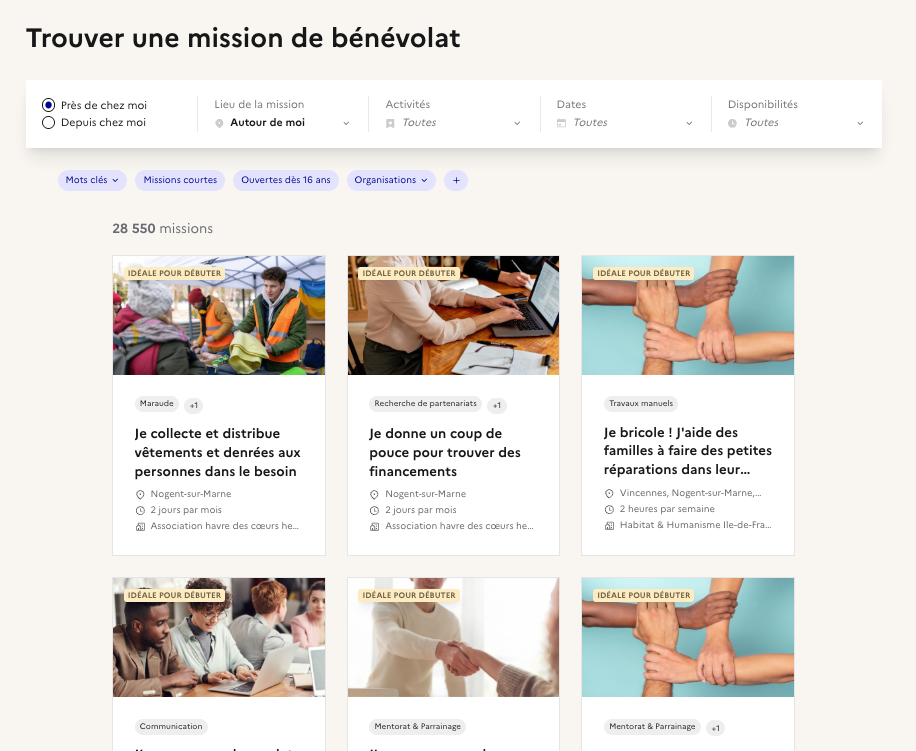 Trouver une mission de bénévolat
Près de chez moi
Depuis chez moi
Lieu de la mission
Autour de moi
Activités
Toutes
Dates
Toutes
Disponibilités
Toutes
Mots clés
Missions courtes
Ouvertes dès 16 ans
Organisations
+
28 550 missions
IDÉALE POUR DÉBUTER
Maraude
+1
Je collecte et distribue
vêtements et denrées aux
personnes dans le besoin
Nogent-sur-Marne
2 jours par mois
Association havre des cœurs he...
IDÉALE POUR DÉBUTER
Recherche de partenariats
+1
Je donne un coup de
pouce pour trouver des
financements
Nogent-sur-Marne
2 jours par mois
Association havre des cœurs he...
IDÉALE POUR DÉBUTER
Travaux manuels
Je bricole ! J'aide des
familles à faire des petites
réparations dans leur...
Vincennes, Nogent-sur-Marne,...
2 heures par semaine
Habitat & Humanisme Ile-de-Fra...
IDÉALE POUR DÉBUTER
Communication
IDÉALE POUR DÉBUTER
Mentorat & Parrainage
IDÉALE POUR DÉBUTER
Mentorat & Parrainage
+1